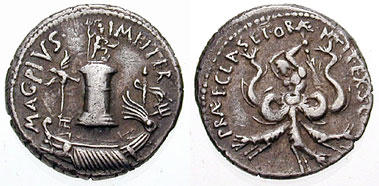 MAG PIVS IMP ITER
PRAEF CLAS ET ORAE MARIT EX S C